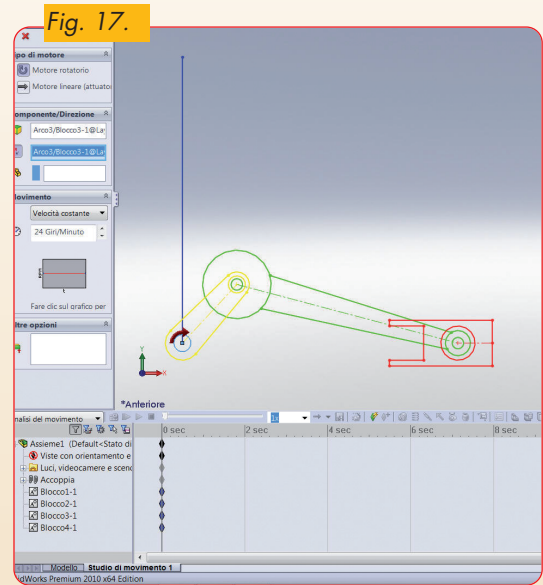 Fig. 17.
ipo di motore
Motore rotatorio
Motore lineare (attuato
omponente/Direzione
Arco3/Blocco3-1@La
Arco3/Blocco3-1@La
ovimento
Velocità costante
24 Giri/Minuto
Fare clic sul grafico per
ltre opzioni
Y
X
*Anteriore
nalisi del movimento
0 sec
2 sec
4 sec
6 sec
8 sec
Assieme1 (Default<Stato di
Viste con orientamento e
Luci, videocamere e scene
Accoppia
Blocco1-1
Blocco2-1
Blocco3-1
Blocco4-1
Modello
Studio di movimento 1
idWorks Premium 2010 x64 Edition